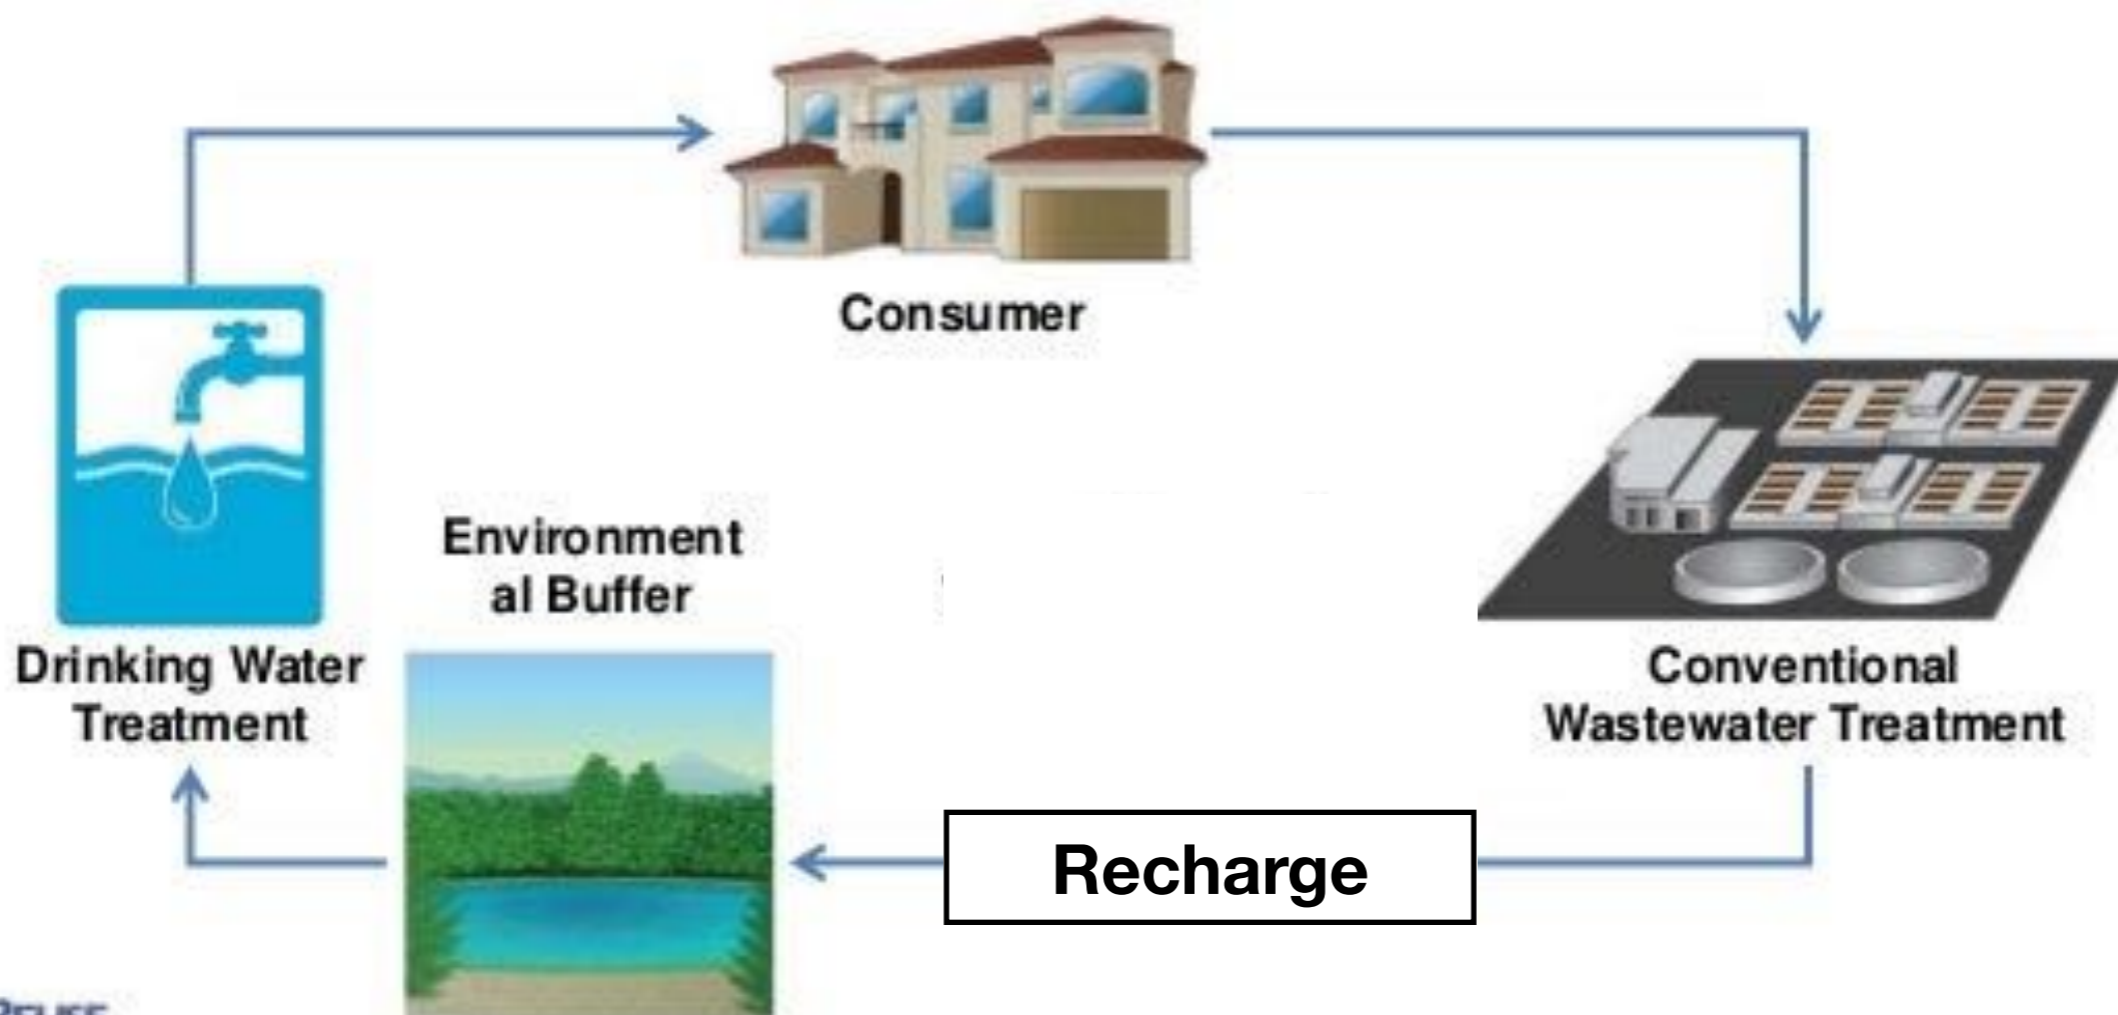 Consumer
Environment
al Buffer
Drinking Water
Treatment
Conventional
Wastewater Treatment
Recharge